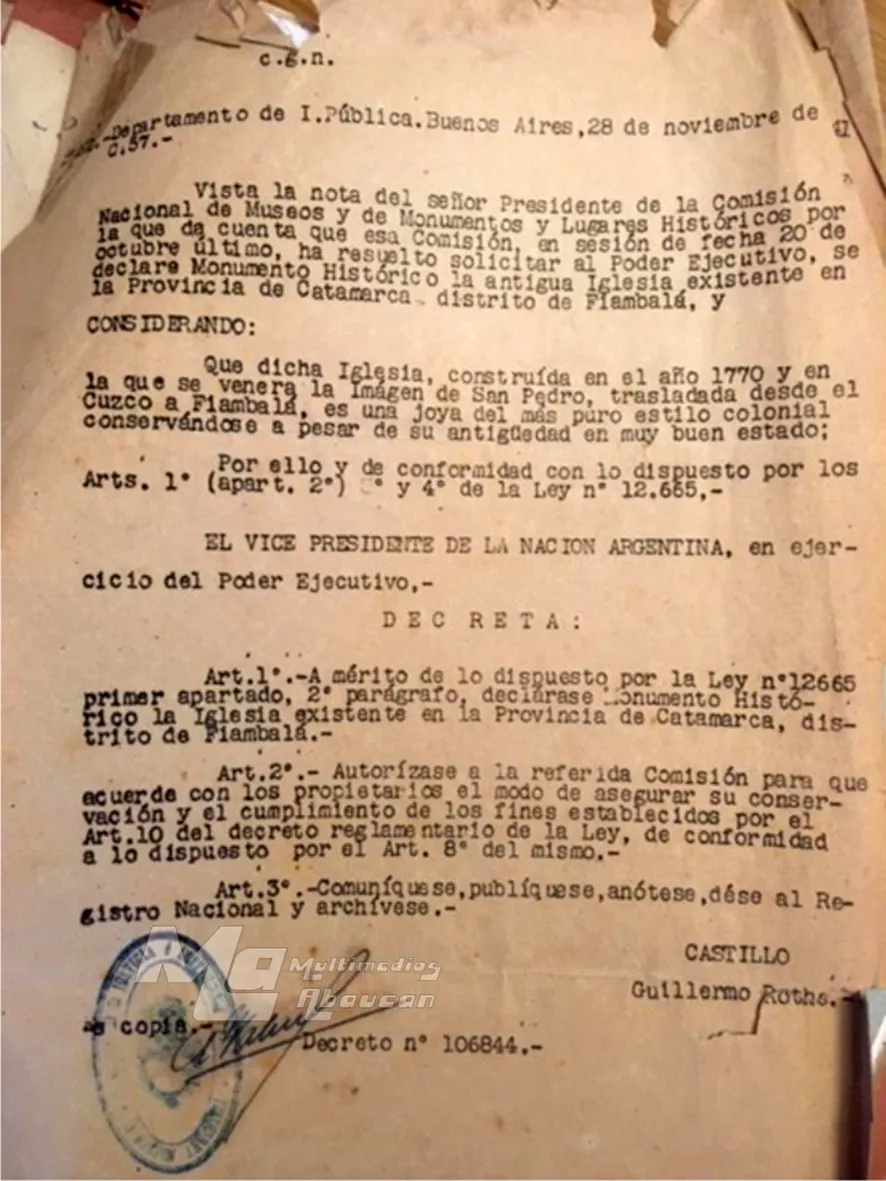 c.g.n.
-Departamento de I.Pública.Buenos Aires,28 de noviembre de
C.57.-
Vista la nota del señor Presidente de la Comisión
Nacional de Museos y de Monumentos y Lugares Históricos por
la que da cuenta que esa Comisión, en sesión de fecha 20 de
octubre último, ha resuelto solicitar al Poder Ejecutivo, se
declare Monumento Histórico la antigua Iglesia existente en
la Provincia de Catamarca. distrito de Fiambalá, y
CONSIDERANDO:
Que dicha Iglesia, construída en el año 1770 y en
la que se venera la Imágen de San Pedro, trasladada desde el
Cuzco a Fiambalá, es una joya del más puro estilo colonial
conservándose a pesar de su antigüedad en muy buen estado;
Por ello y de conformidad con lo dispuesto por los
Arts. 1° (apart. 2°) y 4° de la Ley n° 12.665,-
EL VICE PRESIDENTE DE LA NACION ARGENTINA, en ejer-
cicio del Poder Ejecutivo,-
DEC RETA:
Art.1°.-A mérito de lo dispuesto por la Ley n°12665
primer apartado, 2° parágrafo, declárase Monumento Histó-
rico la Iglesia existente en la Provincia de Catamarca, dis-
trito de Fiambalá.-
Art.2°.- Autorízase a la referida Comisión para que
acuerde con los propietarios el modo de asegurar su conser-
vación y el cumplimiento de los fines establecidos por el
Art.10 del decreto reglamentario de la Ley, de conformidad
a lo dispuesto por el Art. 8° del mismo.-
Art.3°.-Comuníquese,publíquese,anótese,dése al Re-
gistro Nacional y archívese.-
CASTILLO
Guillermo Rothe.-
Ma Multimedios
Abaucan
es copia.-
Decreto n° 106844.-